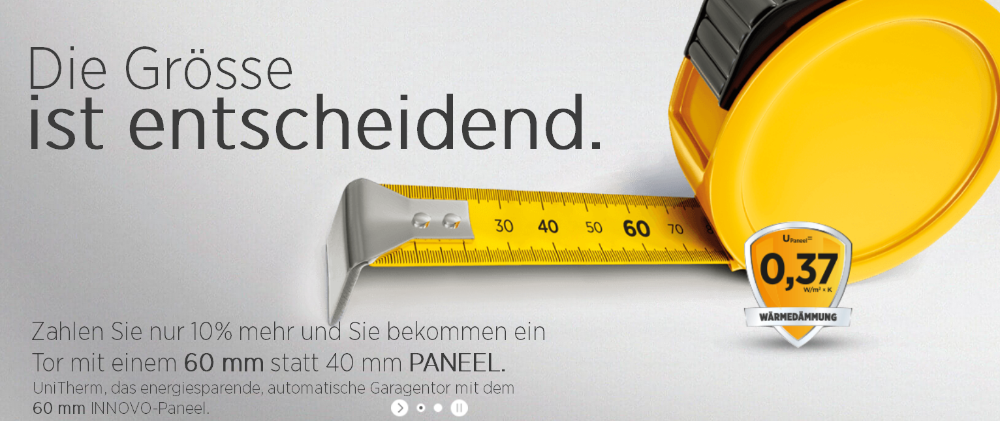 Die Grösse
ist entscheidend.
30 40 50 60 70 8
U Paneel=
0,37
W/m² x K
WÄRMEDÄMMUNG
Zahlen Sie nur 10% mehr und Sie bekommen ein
Tor mit einem 60 mm statt 40 mm PANEEL.
UniTherm, das energiesparende, automatische Garagentor mit dem
60 mm INNOVO-Paneel.